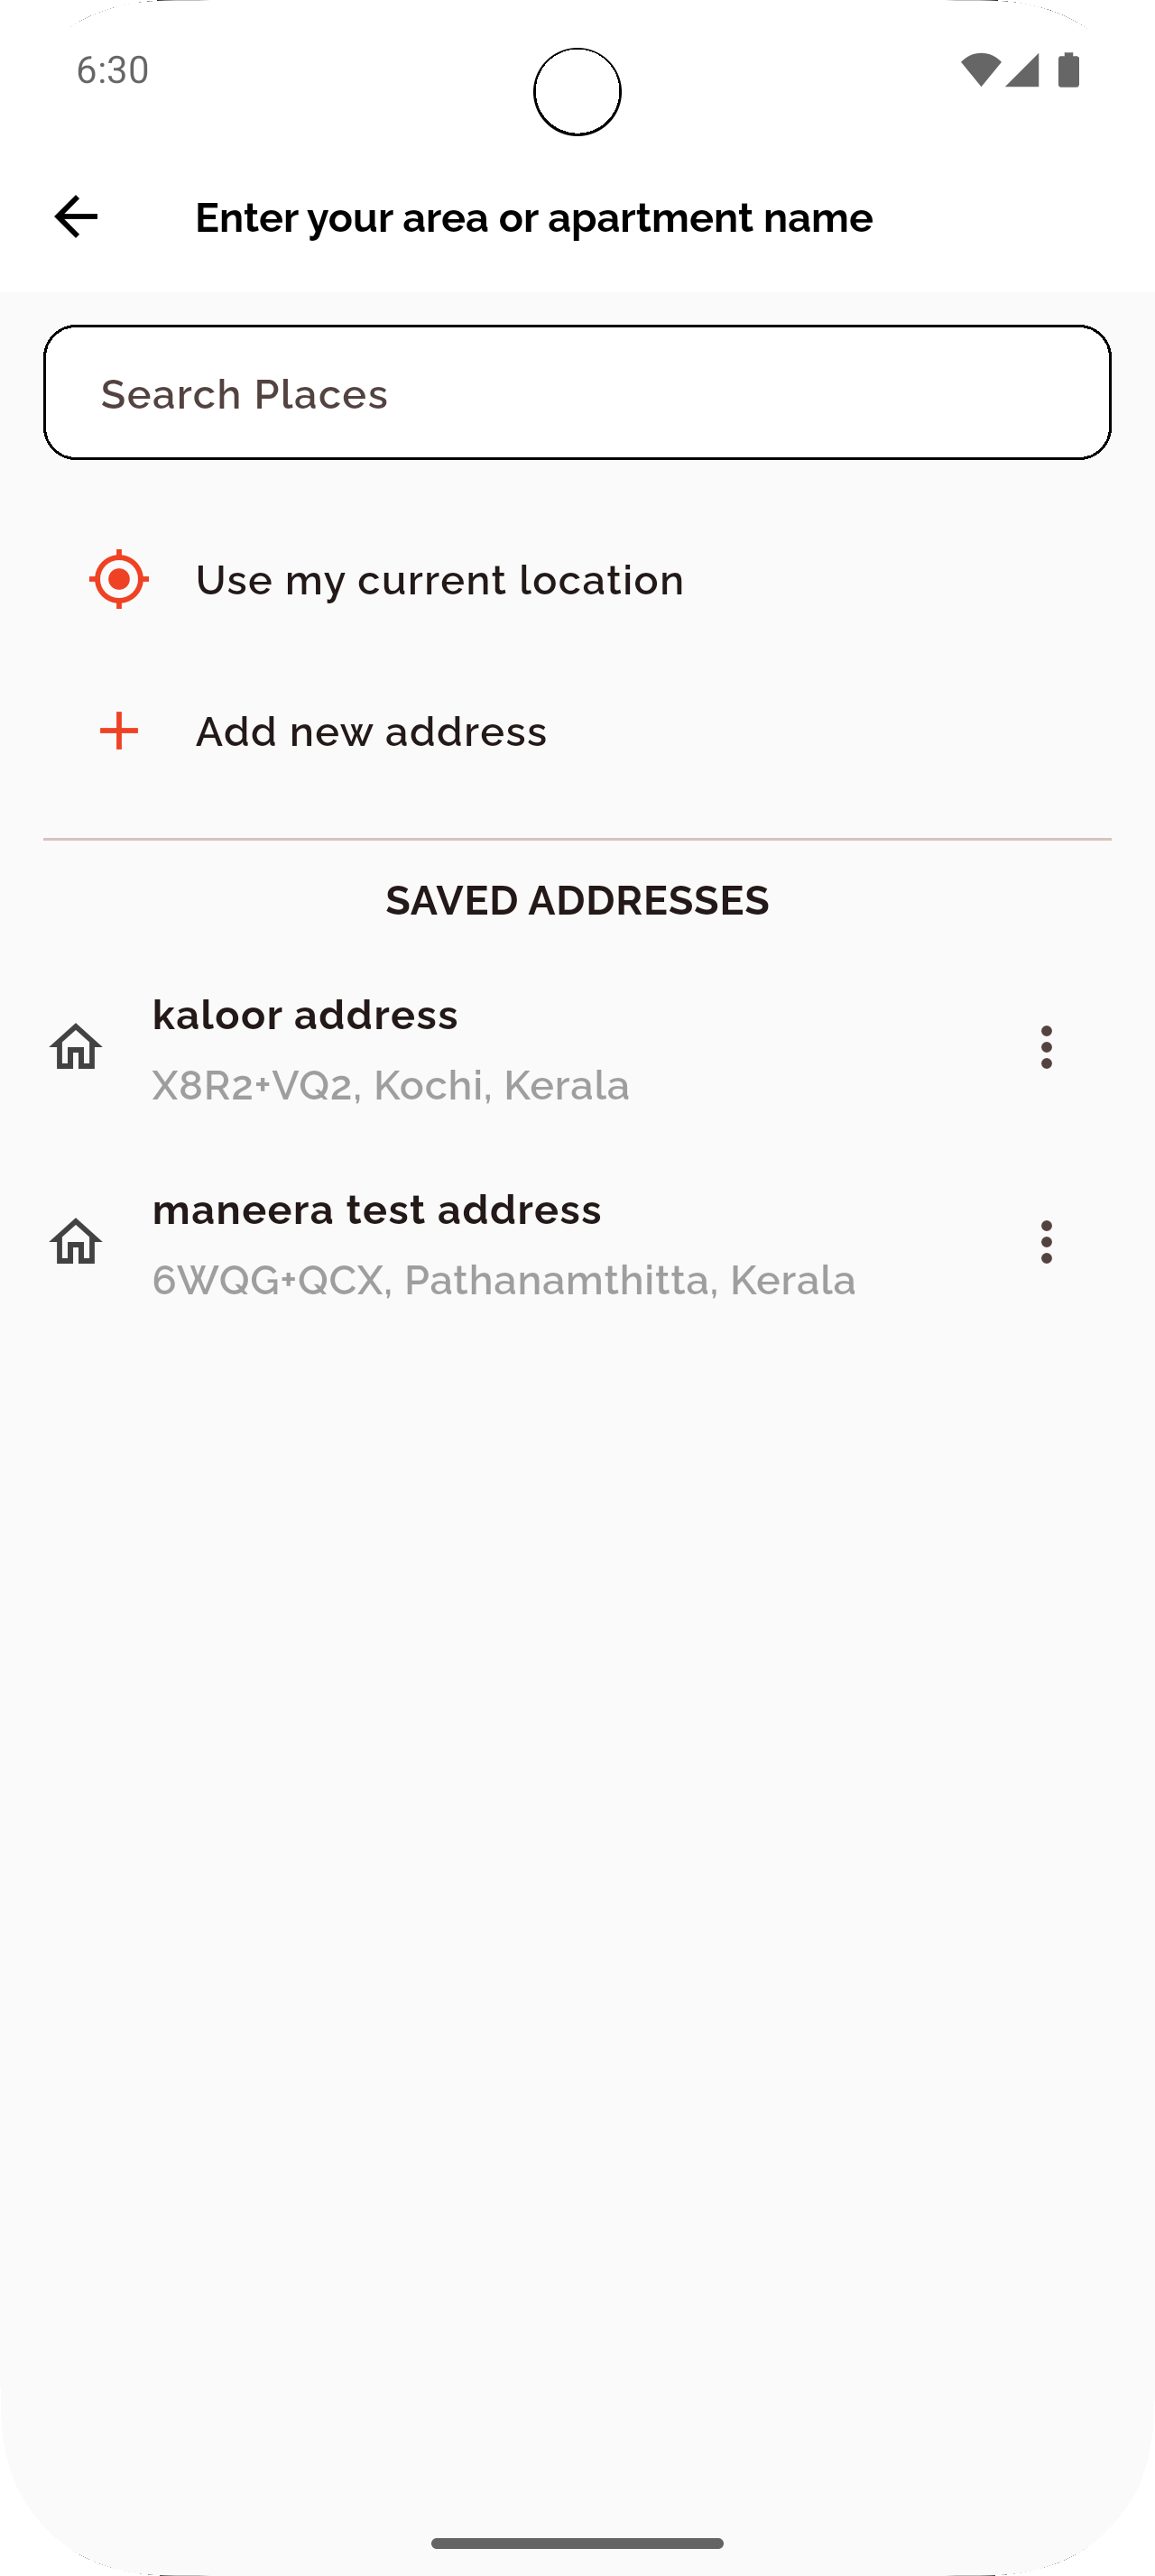 6:30
Enter your area or apartment name
Search Places
Use my current location
Add new address
SAVED ADDRESSES
kaloor address
X8R2+VQ2, Kochi, Kerala
maneera test address
6WQG+QCX, Pathanamthitta, Kerala